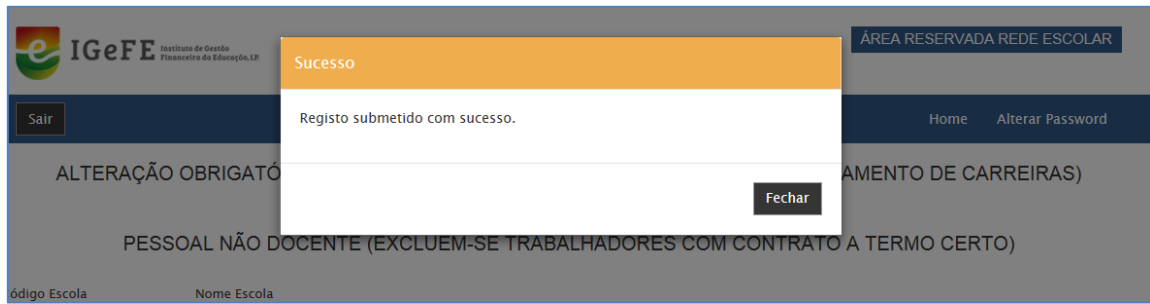 IGeFE Instituto de Gestão
Financeira da Educação, I.P.
ÁREA RESERVADA REDE ESCOLAR
Sucesso
Registo submetido com sucesso.
Fechar
Sair
Home Alterar Password
ALTERAÇÃO OBRIGATÓ AMENTO DE CARREIRAS)
PESSOAL NÃO DOCENTE (EXCLUEM-SE TRABALHADORES COM CONTRATO A TERMO CERTO)
ódigo Escola Nome Escola